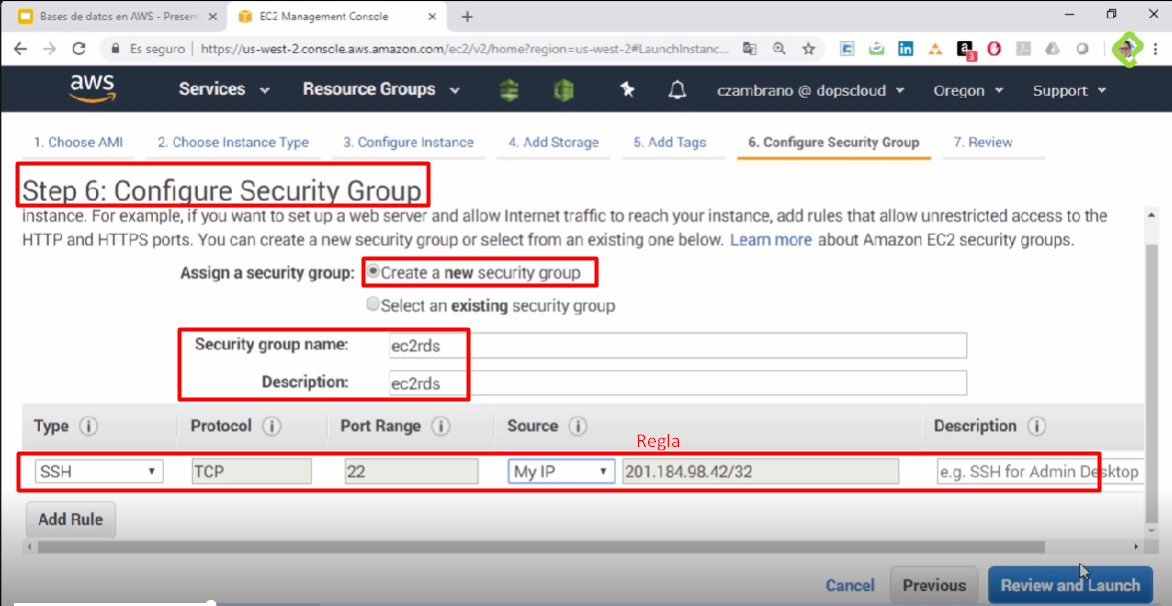 Bases de datos en AWS - Present
EC2 Management Console
Es seguro
https://us-west-2.console.aws.amazon.com/ec2/v2/home?region=us-west-2#LaunchInstanc...
aws
Services
Resource Groups
czambrano @ dopscloud
Oregon
Support
1. Choose AMI
2. Choose Instance Type
3. Configure Instance
4. Add Storage
5. Add Tags
6. Configure Security Group
7. Review
Step 6: Configure Security Group
instance. For example, if you want to set up a web server and allow Internet traffic to reach your instance, add rules that allow unrestricted access to the
HTTP and HTTPS ports. You can create a new security group or select from an existing one below. Learn more about Amazon EC2 security groups.
Assign a security group: Create a new security group
Select an existing security group
Security group name: ec2rds
Description: ec2rds
Type i Protocol i Port Range i Source i Description i
Regla
SSH TCP 22 My IP 201.184.98.42/32 e.g. SSH for Admin Desktop
Add Rule
Cancel Previous Review and Launch